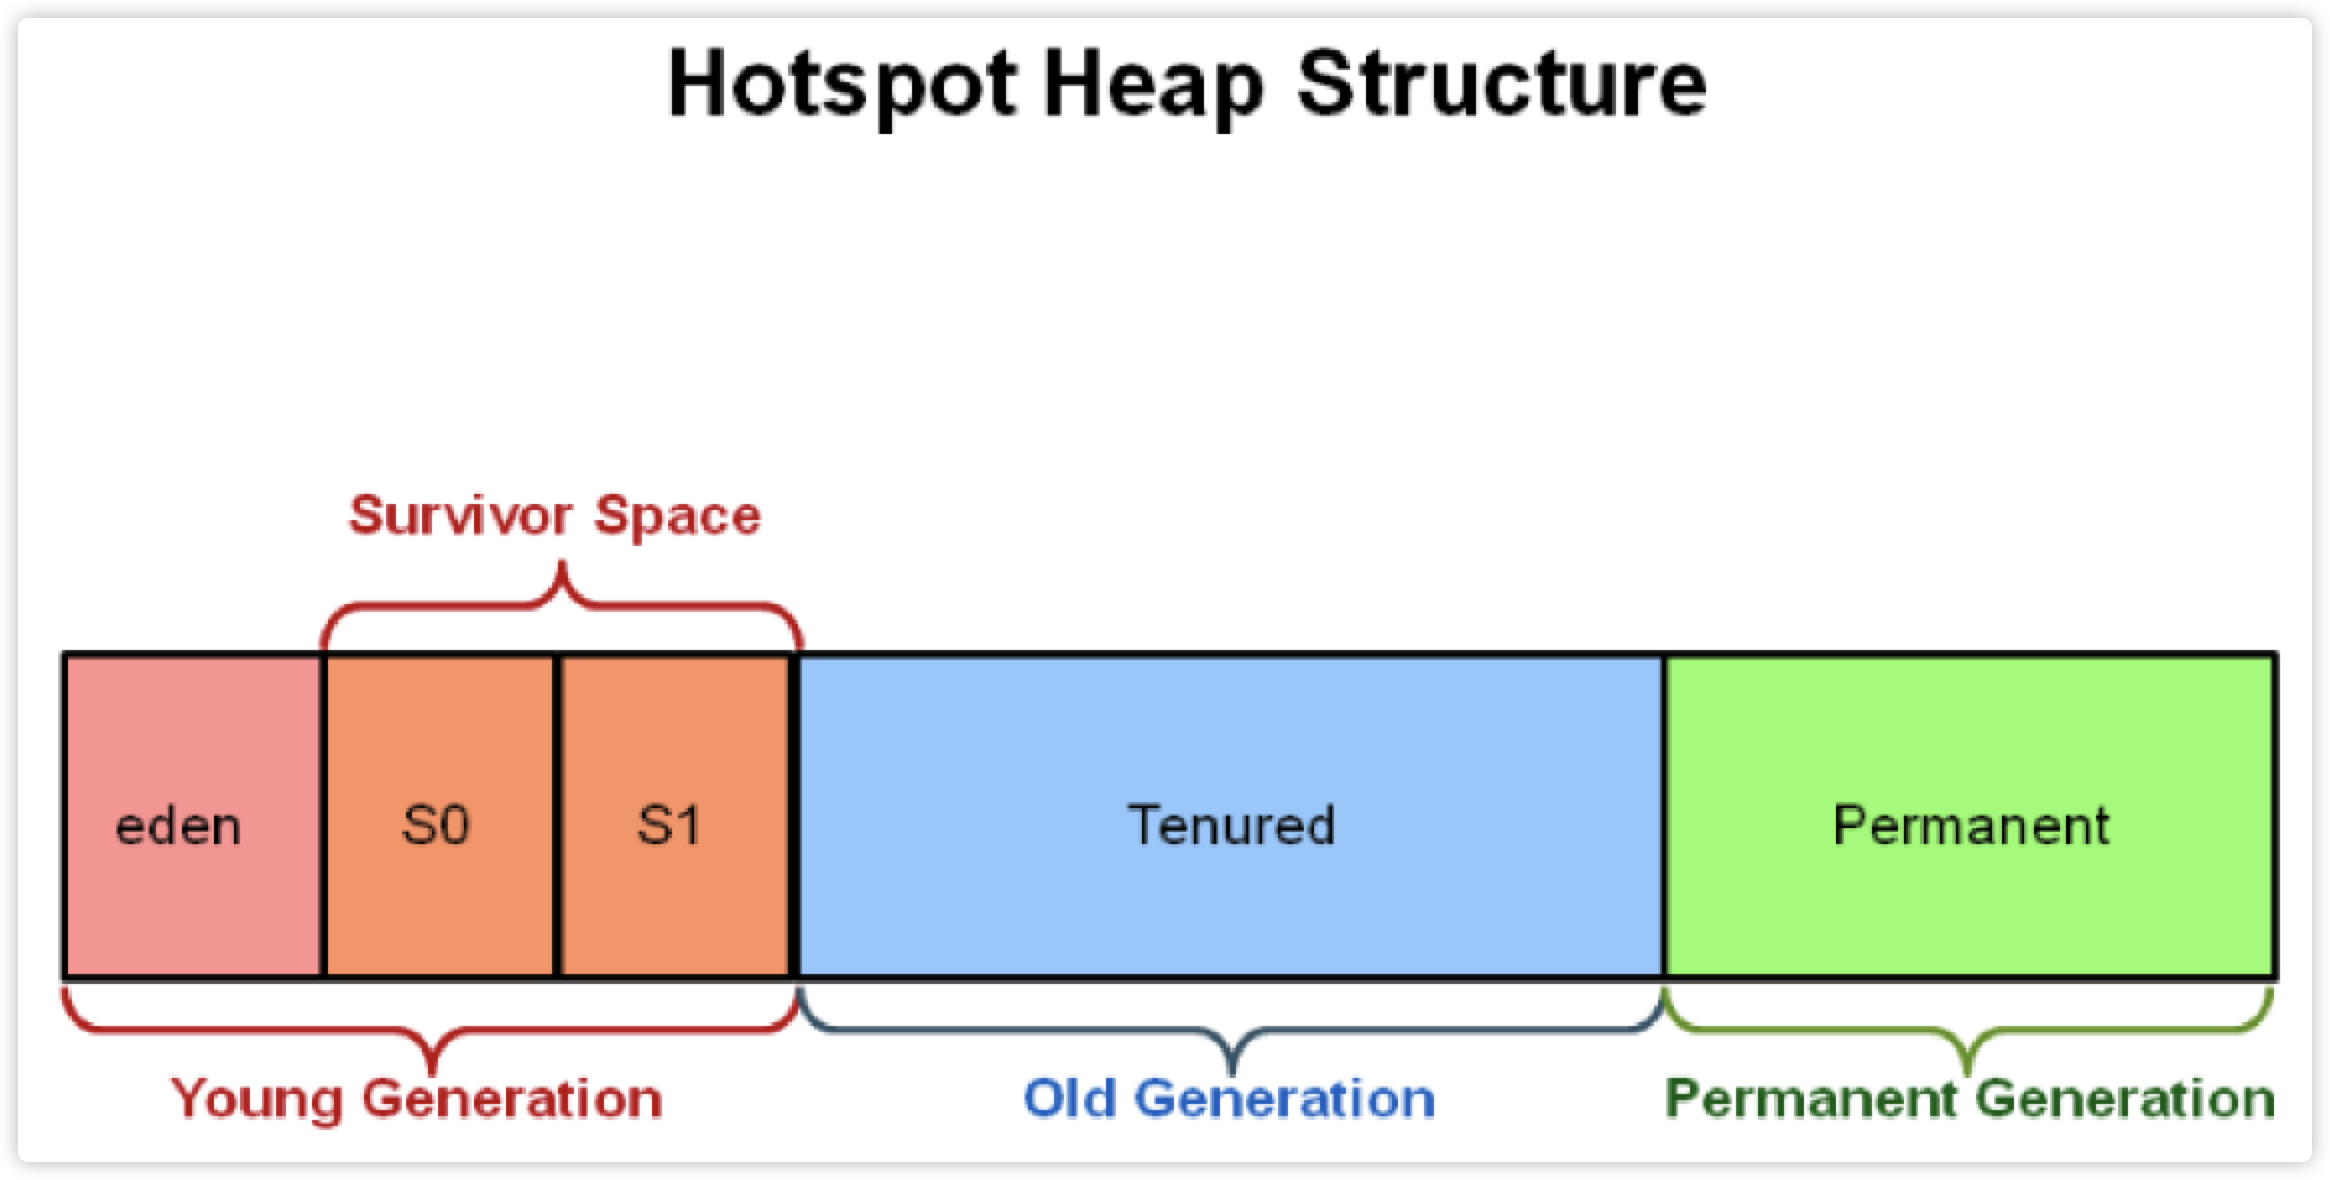 Hotspot Heap Structure
Survivor Space
eden
S0
S1
Tenured
Permanent
Young Generation
Old Generation
Permanent Generation